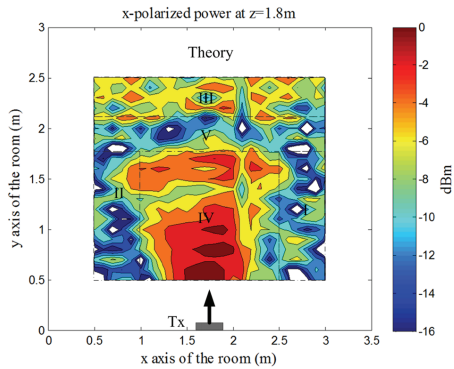 x-polarized power at z=1.8m
Theory
III
V
II
I
IV
Tx
y axis of the room (m)
3
2.5
2
1.5
1
0.5
0
0 0.5 1 1.5 2 2.5 3 3.5
x axis of the room (m)
0
-2
-4
-6
-8
-10
-12
-14
-16
dBm